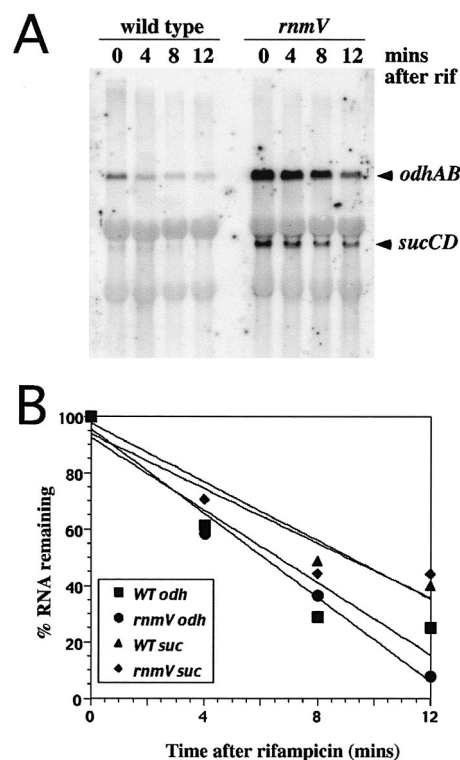 A
wild type rnmV
0 4 8 12 0 4 8 12 mins after rif
odhAB
sucCD
B
% RNA remaining
100
80
60
40
20
0
WT odh
rnmV odh
WT suc
rnmV suc
0 4 8 12
Time after rifampicin (mins)